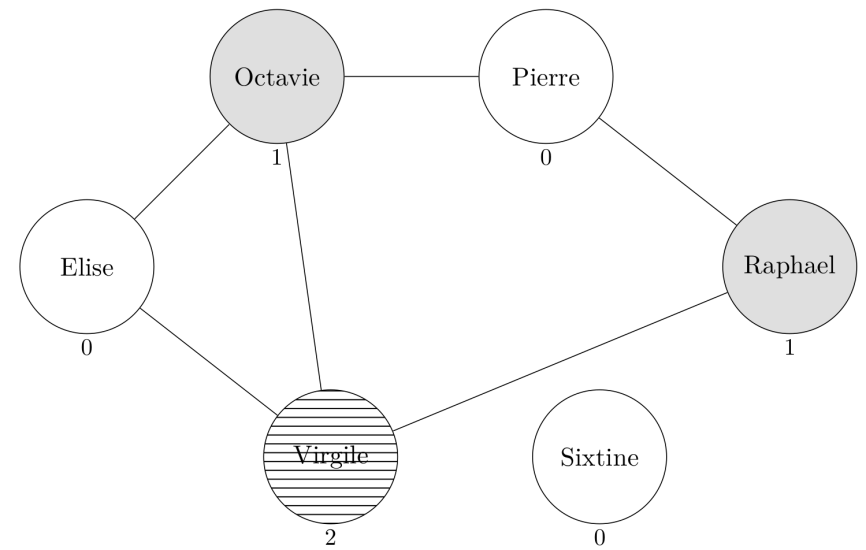 Octavie
1
Pierre
0
Elise
0
Raphael
1
Virgile
2
Sixtine
0